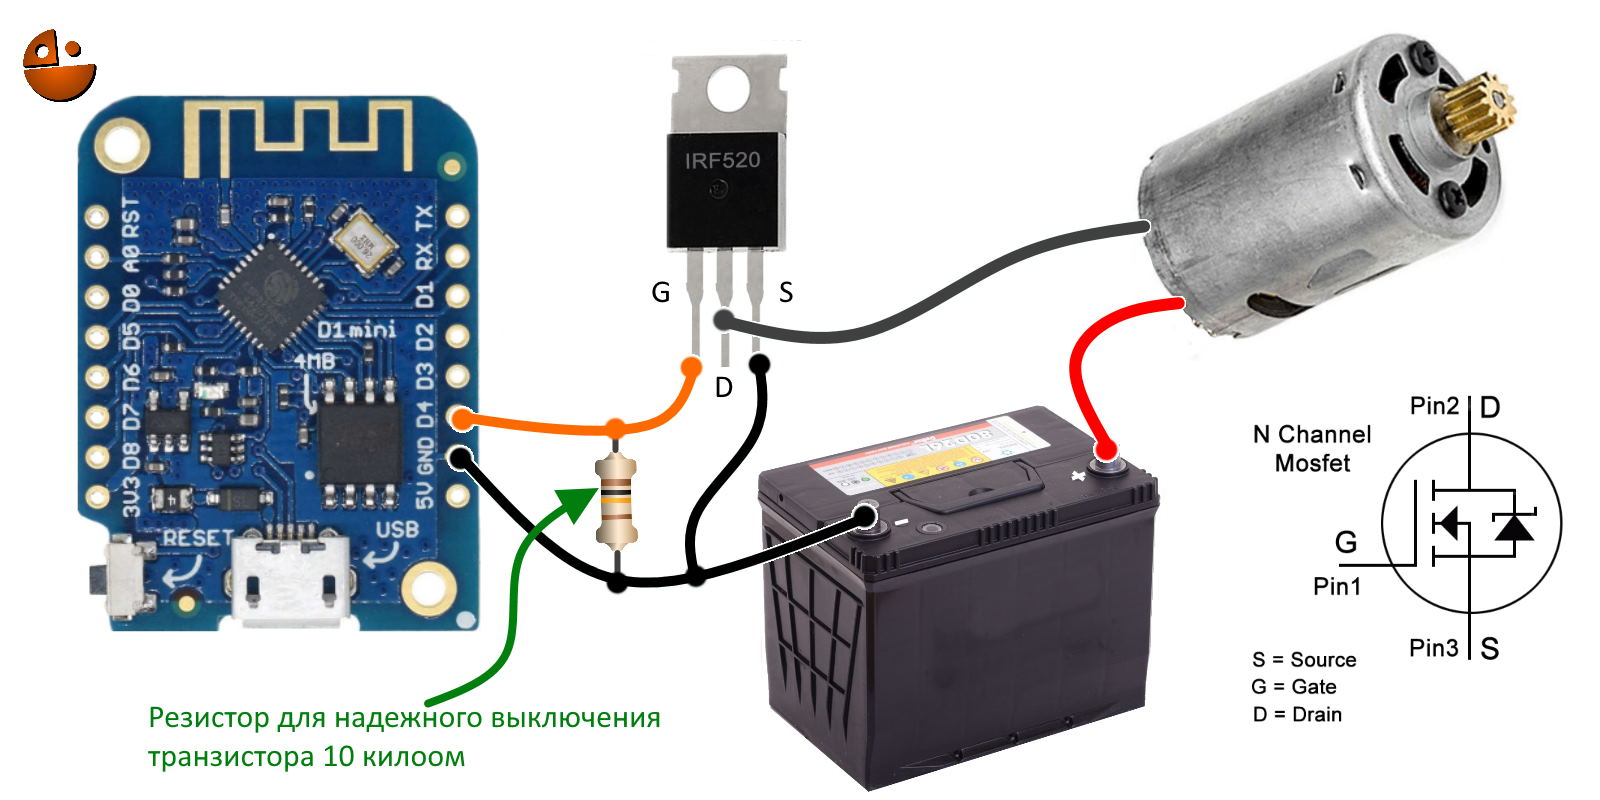 IRF520
G
S
D
RST
A0
D0
D5
D6
D7
D8
3V3
TX
RX
D1
D2
D3
D4
GND
5V
D1 mini
4MB
RESET
USB
+
-
N Channel
Mosfet
Pin2 D
G
Pin1
Pin3 S
S = Source
G = Gate
D = Drain
Резистор для надежного выключения
транзистора 10 килоом